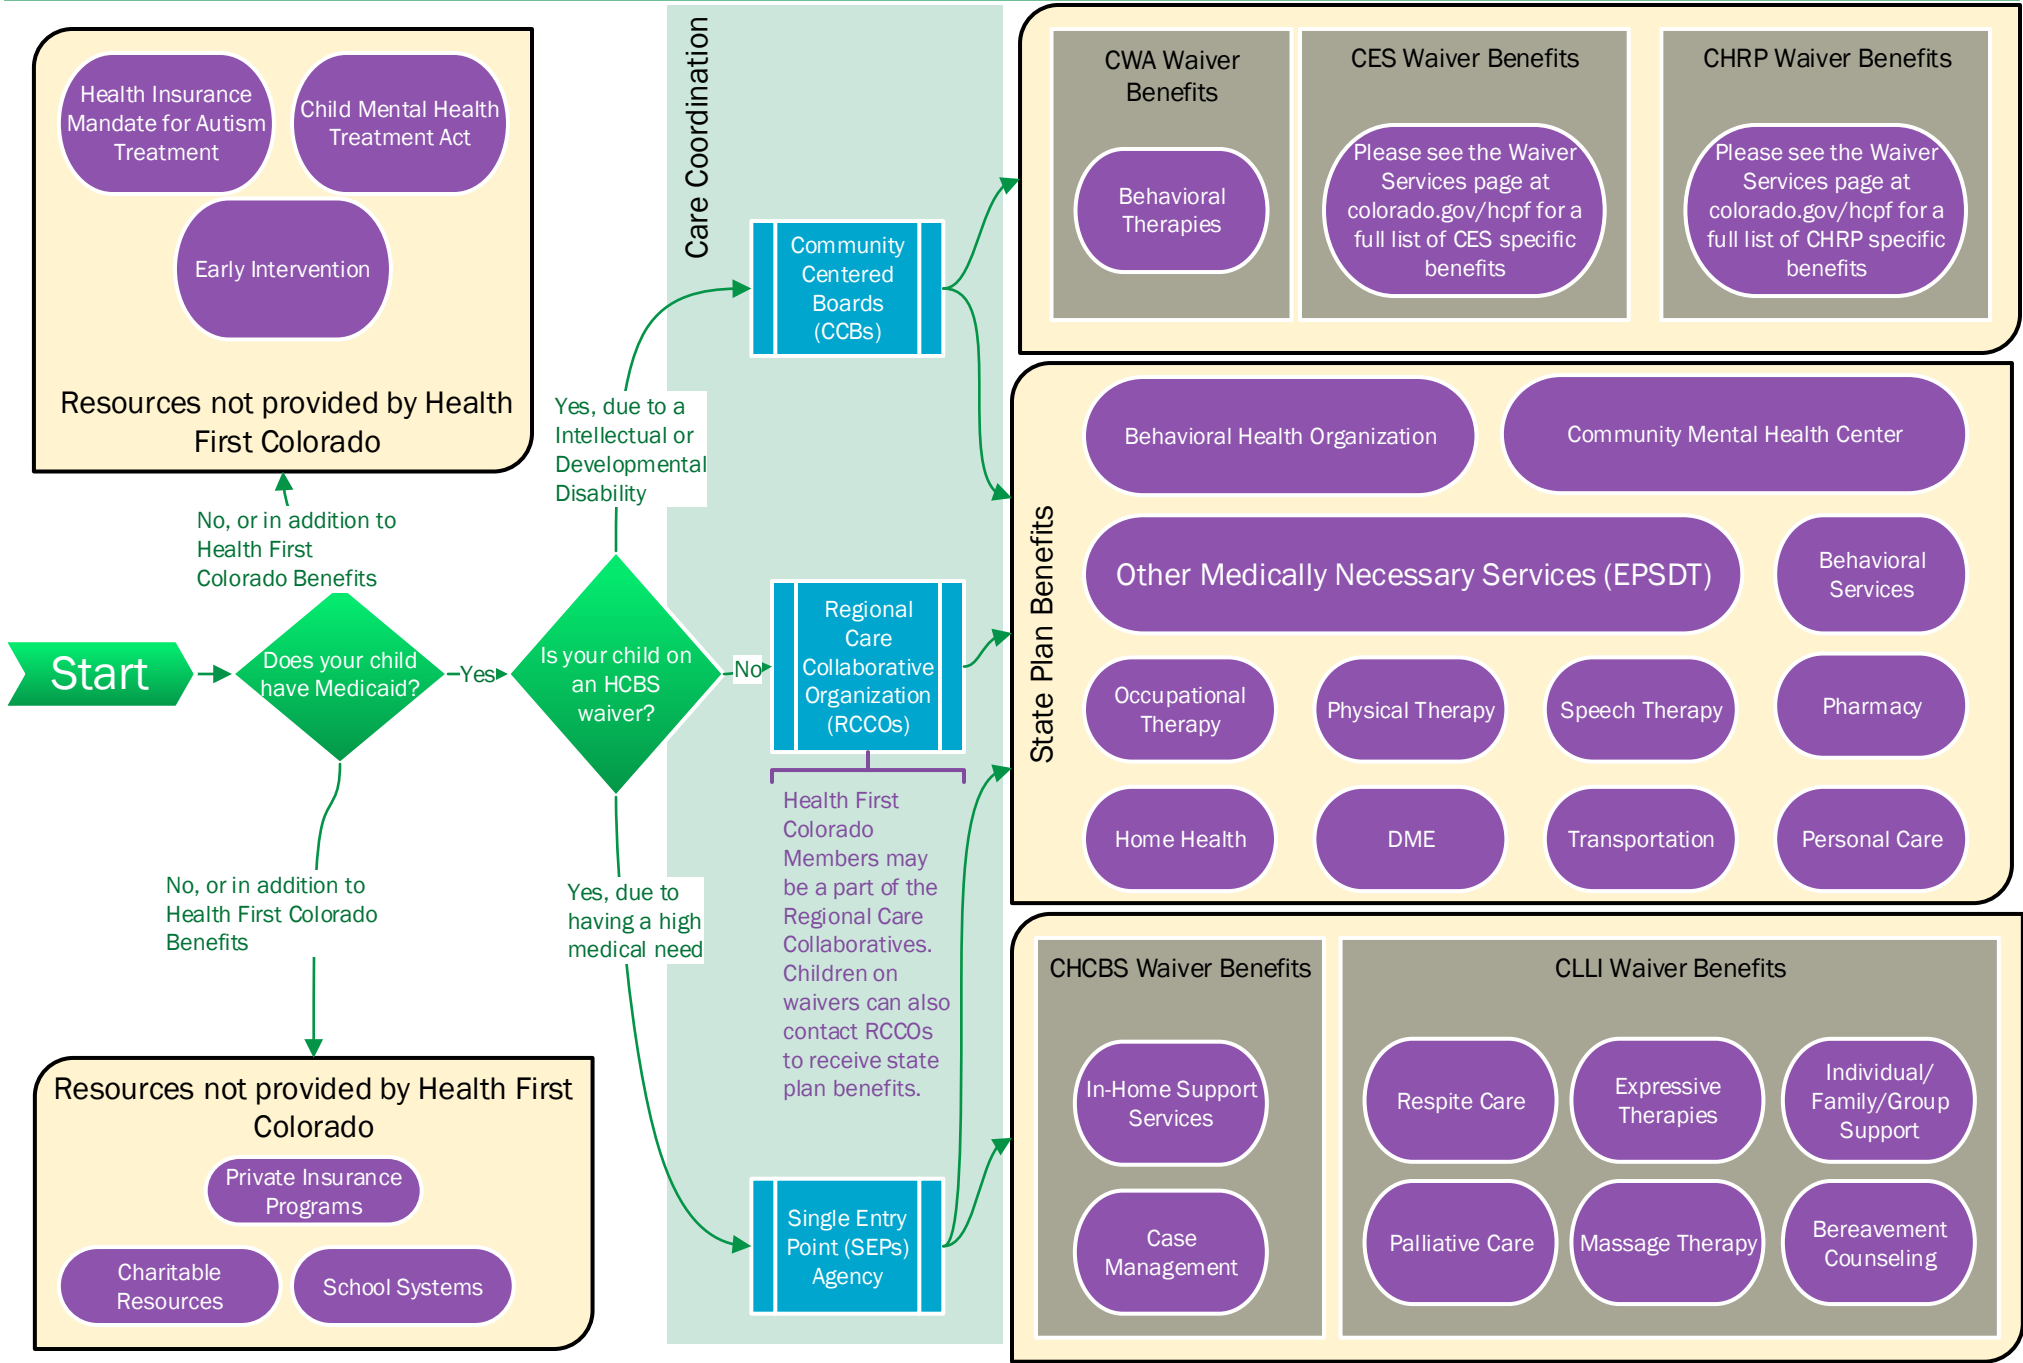 Health Insurance
Mandate for Autism
Treatment
Child Mental Health
Treatment Act
Early Intervention
Resources not provided by Health
First Colorado
No, or in addition to
Health First
Colorado Benefits
Start
Does your child
have Medicaid?
Yes
Is your child on
an HCBS
waiver?
No, or in addition to
Health First Colorado
Benefits
Resources not provided by Health First
Colorado
Private Insurance
Programs
Charitable
Resources
School Systems
Yes, due to a
Intellectual or
Developmental
Disability
No
Yes, due to
having a high
medical need
Care Coordination
Community
Centered
Boards
(CCBs)
Regional
Care
Collaborative
Organization
(RCCOs)
Health First
Colorado
Members may
be a part of the
Regional Care
Collaboratives.
Children on
waivers can also
contact RCCOs
to receive state
plan benefits.
Single Entry
Point (SEPs)
Agency
CWA Waiver
Benefits
Behavioral
Therapies
CES Waiver Benefits
Please see the Waiver
Services page at
colorado.gov/hcpf for a
full list of CES specific
benefits
CHRP Waiver Benefits
Please see the Waiver
Services page at
colorado.gov/hcpf for a
full list of CHRP specific
benefits
State Plan Benefits
Behavioral Health Organization
Community Mental Health Center
Other Medically Necessary Services (EPSDT)
Behavioral
Services
Occupational
Therapy
Physical Therapy
Speech Therapy
Pharmacy
Home Health
DME
Transportation
Personal Care
CHCBS Waiver Benefits
In-Home Support
Services
Case
Management
CLLI Waiver Benefits
Respite Care
Expressive
Therapies
Individual/
Family/Group
Support
Palliative Care
Massage Therapy
Bereavement
Counseling